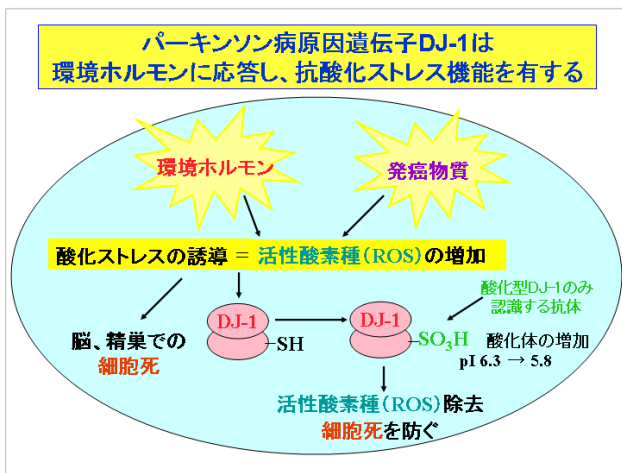 パーキンソン病原因遺伝子DJ-1は
環境ホルモンに応答し、抗酸化ストレス機能を有する
環境ホルモン
発癌物質
酸化ストレスの誘導 = 活性酸素種(ROS)の増加
酸化型DJ-1のみ
認識する抗体
DJ-1
DJ-1
脳、精巣での
細胞死
-SH
-SO₃H
酸化体の増加
pI 6.3 → 5.8
活性酸素種(ROS)除去
細胞死を防ぐ